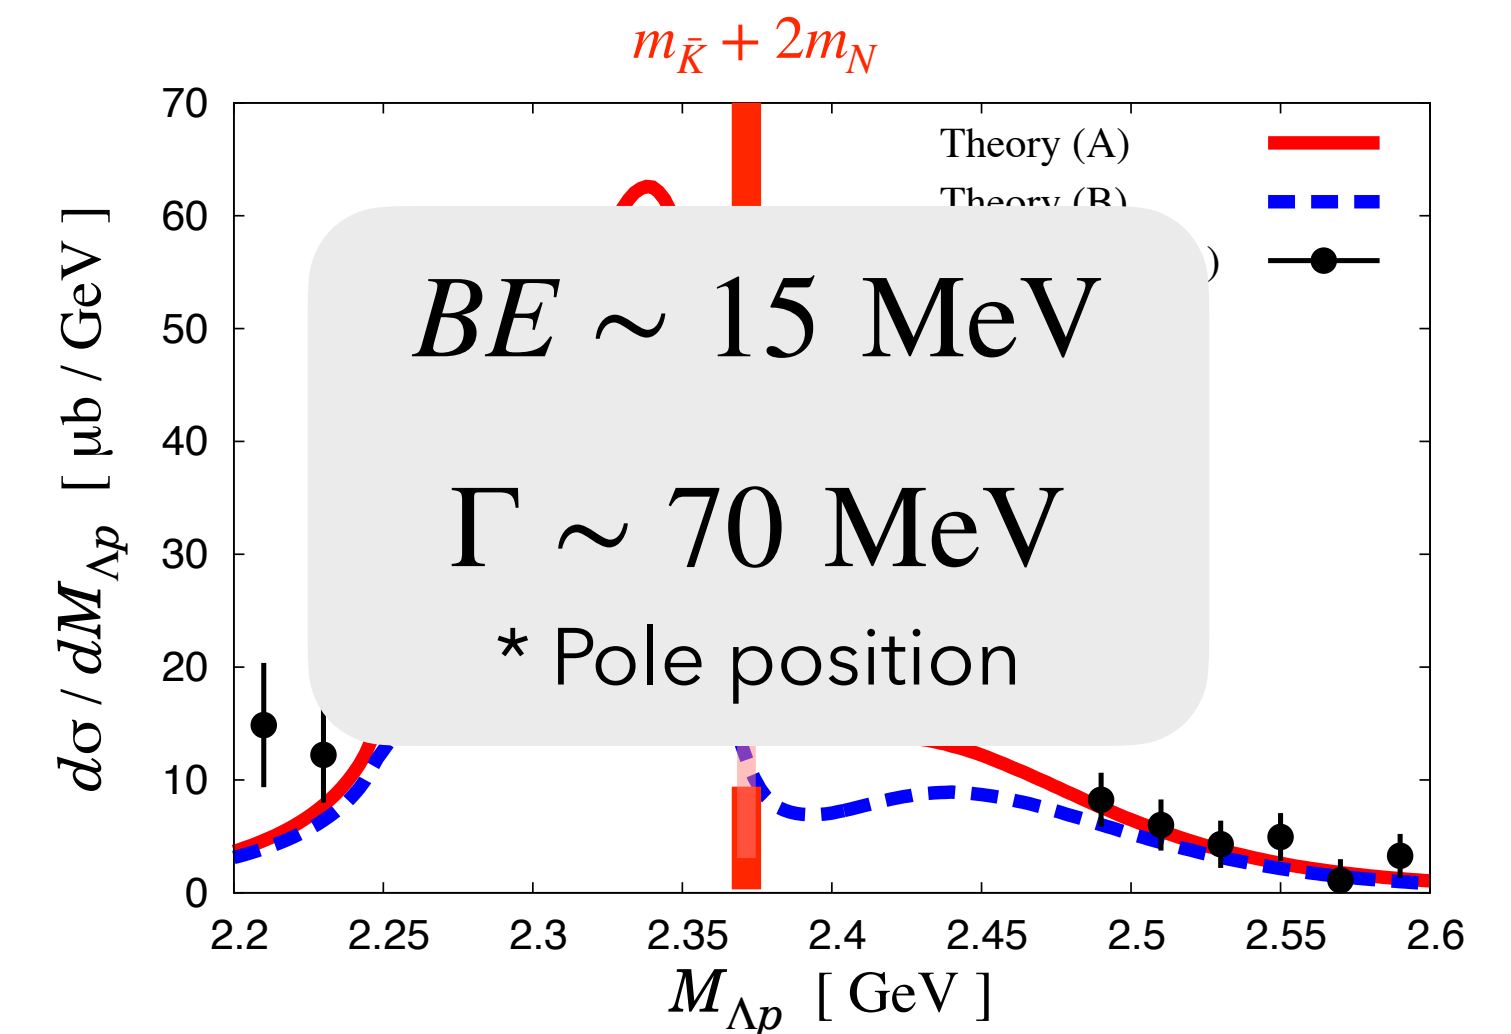 m_K̄ + 2m_N
70
60
50
40
30
20
10
0
dσ / dM_Λp [ μb / GeV ]
Theory (A)
Theory (B)
)
BE ∼ 15 MeV
Γ ∼ 70 MeV
* Pole position
2.2 2.25 2.3 2.35 2.4 2.45 2.5 2.55 2.6
M_Λp [ GeV ]